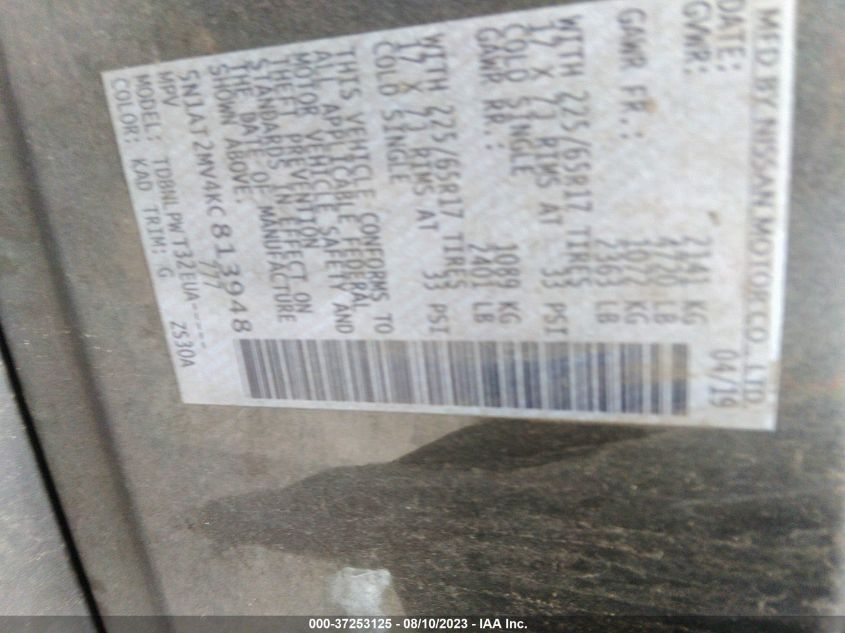 MFD BY NISSAN MOTOR CO., LTD.
DATE: 04/19
GVWR: 2141 KG
4720 LB
GAWR FR.: 1072 KG
2363 LB
WITH 225/65R17 TIRES
17 X 7J RIMS AT 33 PSI
COLD SINGLE
GAWR RR.: 1089 KG
2401 LB
WITH 225/65R17 TIRES
17 X 7J RIMS AT 33 PSI
COLD SINGLE
THIS VEHICLE CONFORMS TO
ALL APPLICABLE FEDERAL
MOTOR VEHICLE SAFETY AND
THEFT PREVENTION
STANDARDS IN EFFECT ON
THE DATE OF MANUFACTURE
SHOWN ABOVE.
5N1AT2MV4KC813948
MPV 777
MODEL: TDBNLPWT32EUA-----
COLOR: KAD TRIM: G ZS30A
000-37253125 - 08/10/2023 - IAA Inc.